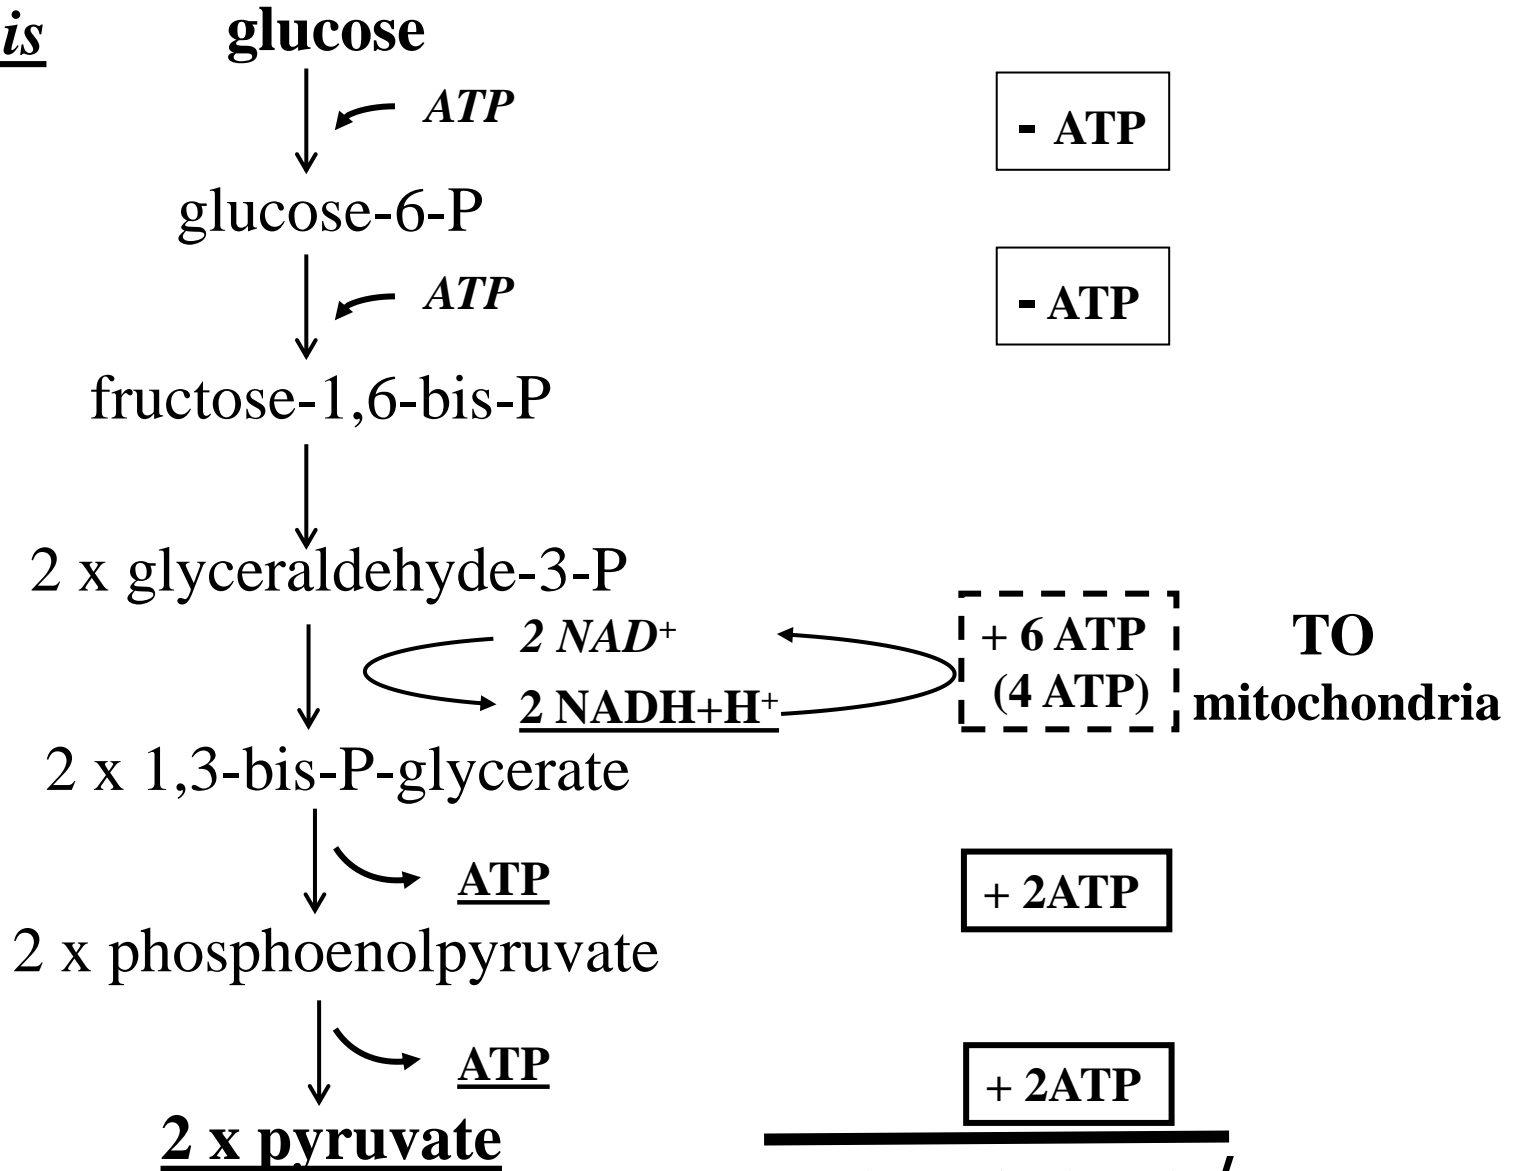 is
glucose
ATP
- ATP
glucose-6-P
ATP
- ATP
fructose-1,6-bis-P
2 x glyceraldehyde-3-P
2 NAD⁺
2 NADH+H⁺
+ 6 ATP
(4 ATP)
TO
mitochondria
2 x 1,3-bis-P-glycerate
ATP
+ 2ATP
2 x phosphoenolpyruvate
ATP
+ 2ATP
2 x pyruvate